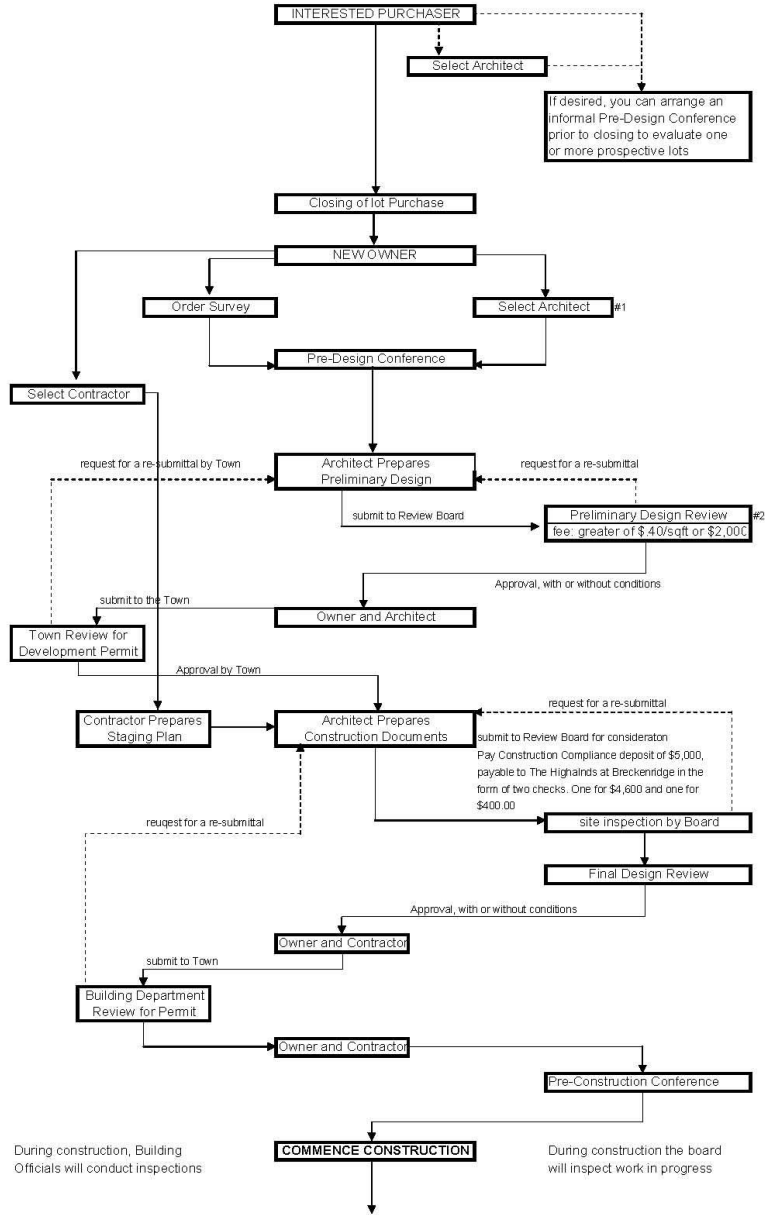 INTERESTED PURCHASER
Select Architect
If desired, you can arrange an
informal Pre-Design Conference
prior to closing to evaluate one
or more prospective lots
Closing of lot Purchase
NEW OWNER
Order Survey
Select Architect
#1
Pre-Design Conference
Select Contractor
request for a re-submittal by Town
Architect Prepares
Preliminary Design
request for a re-submittal
submit to Review Board
Preliminary Design Review
#2
fee: greater of $.40/sqft or $2,000
Approval, with or without conditions
submit to the Town
Owner and Architect
Town Review for
Development Permit
Approval by Town
request for a re-submittal
Contractor Prepares
Staging Plan
Architect Prepares
Construction Documents
submit to Review Board for consideraton
Pay Construction Compliance deposit of $5,000,
payable to The Highalnds at Breckenridge in the
form of two checks. One for $4,600 and one for
$400.00
reuqest for a re-submittal
site inspection by Board
Final Design Review
Approval, with or without conditions
Owner and Contractor
submit to Town
Building Department
Review for Permit
Owner and Contractor
Pre-Construction Conference
During construction, Building
Officials will conduct inspections
COMMENCE CONSTRUCTION
During construction the board
will inspect work in progress